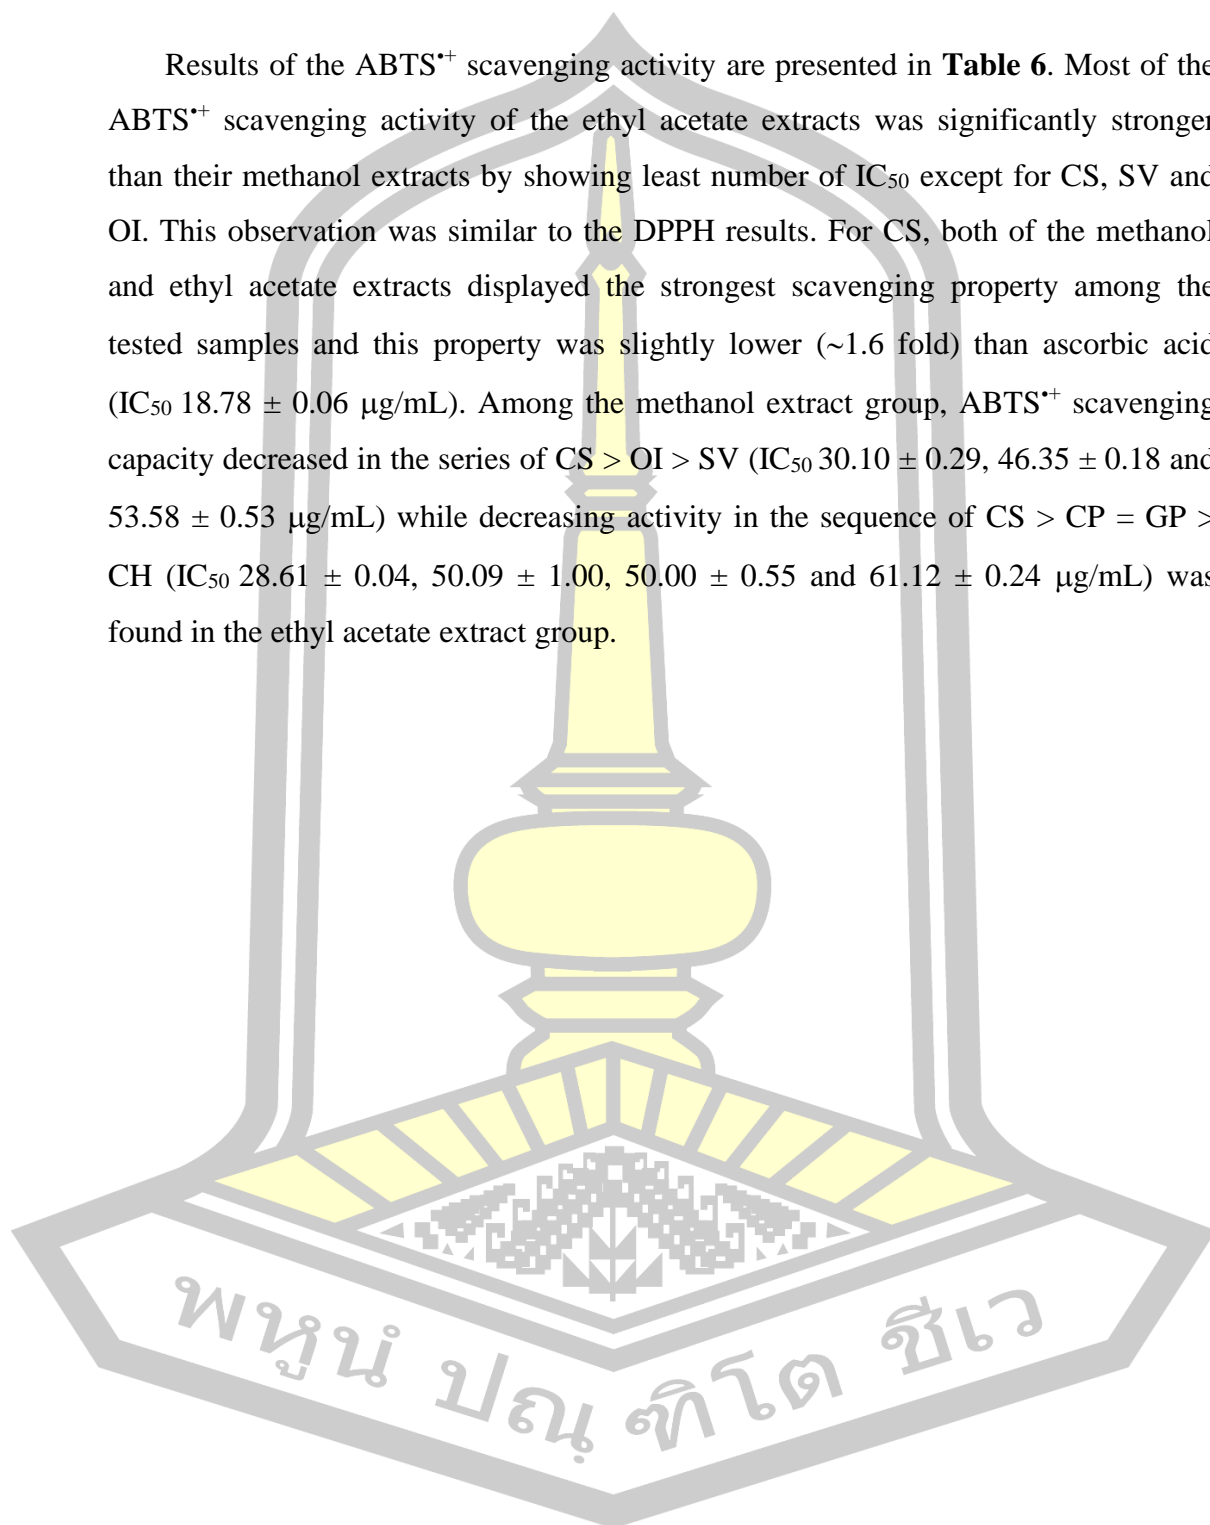 Results of the ABTS•+ scavenging activity are presented in Table 6. Most of the
ABTS•+ scavenging activity of the ethyl acetate extracts was significantly stronger
than their methanol extracts by showing least number of IC50 except for CS, SV and
OI. This observation was similar to the DPPH results. For CS, both of the methanol
and ethyl acetate extracts displayed the strongest scavenging property among the
tested samples and this property was slightly lower (~1.6 fold) than ascorbic acid
(IC50 18.78 ± 0.06 µg/mL). Among the methanol extract group, ABTS•+ scavenging
capacity decreased in the series of CS > OI > SV (IC50 30.10 ± 0.29, 46.35 ± 0.18 and
53.58 ± 0.53 µg/mL) while decreasing activity in the sequence of CS > CP = GP >
CH (IC50 28.61 ± 0.04, 50.09 ± 1.00, 50.00 ± 0.55 and 61.12 ± 0.24 µg/mL) was
found in the ethyl acetate extract group.
พหูนํ ปณฺฑิโต ชีเว